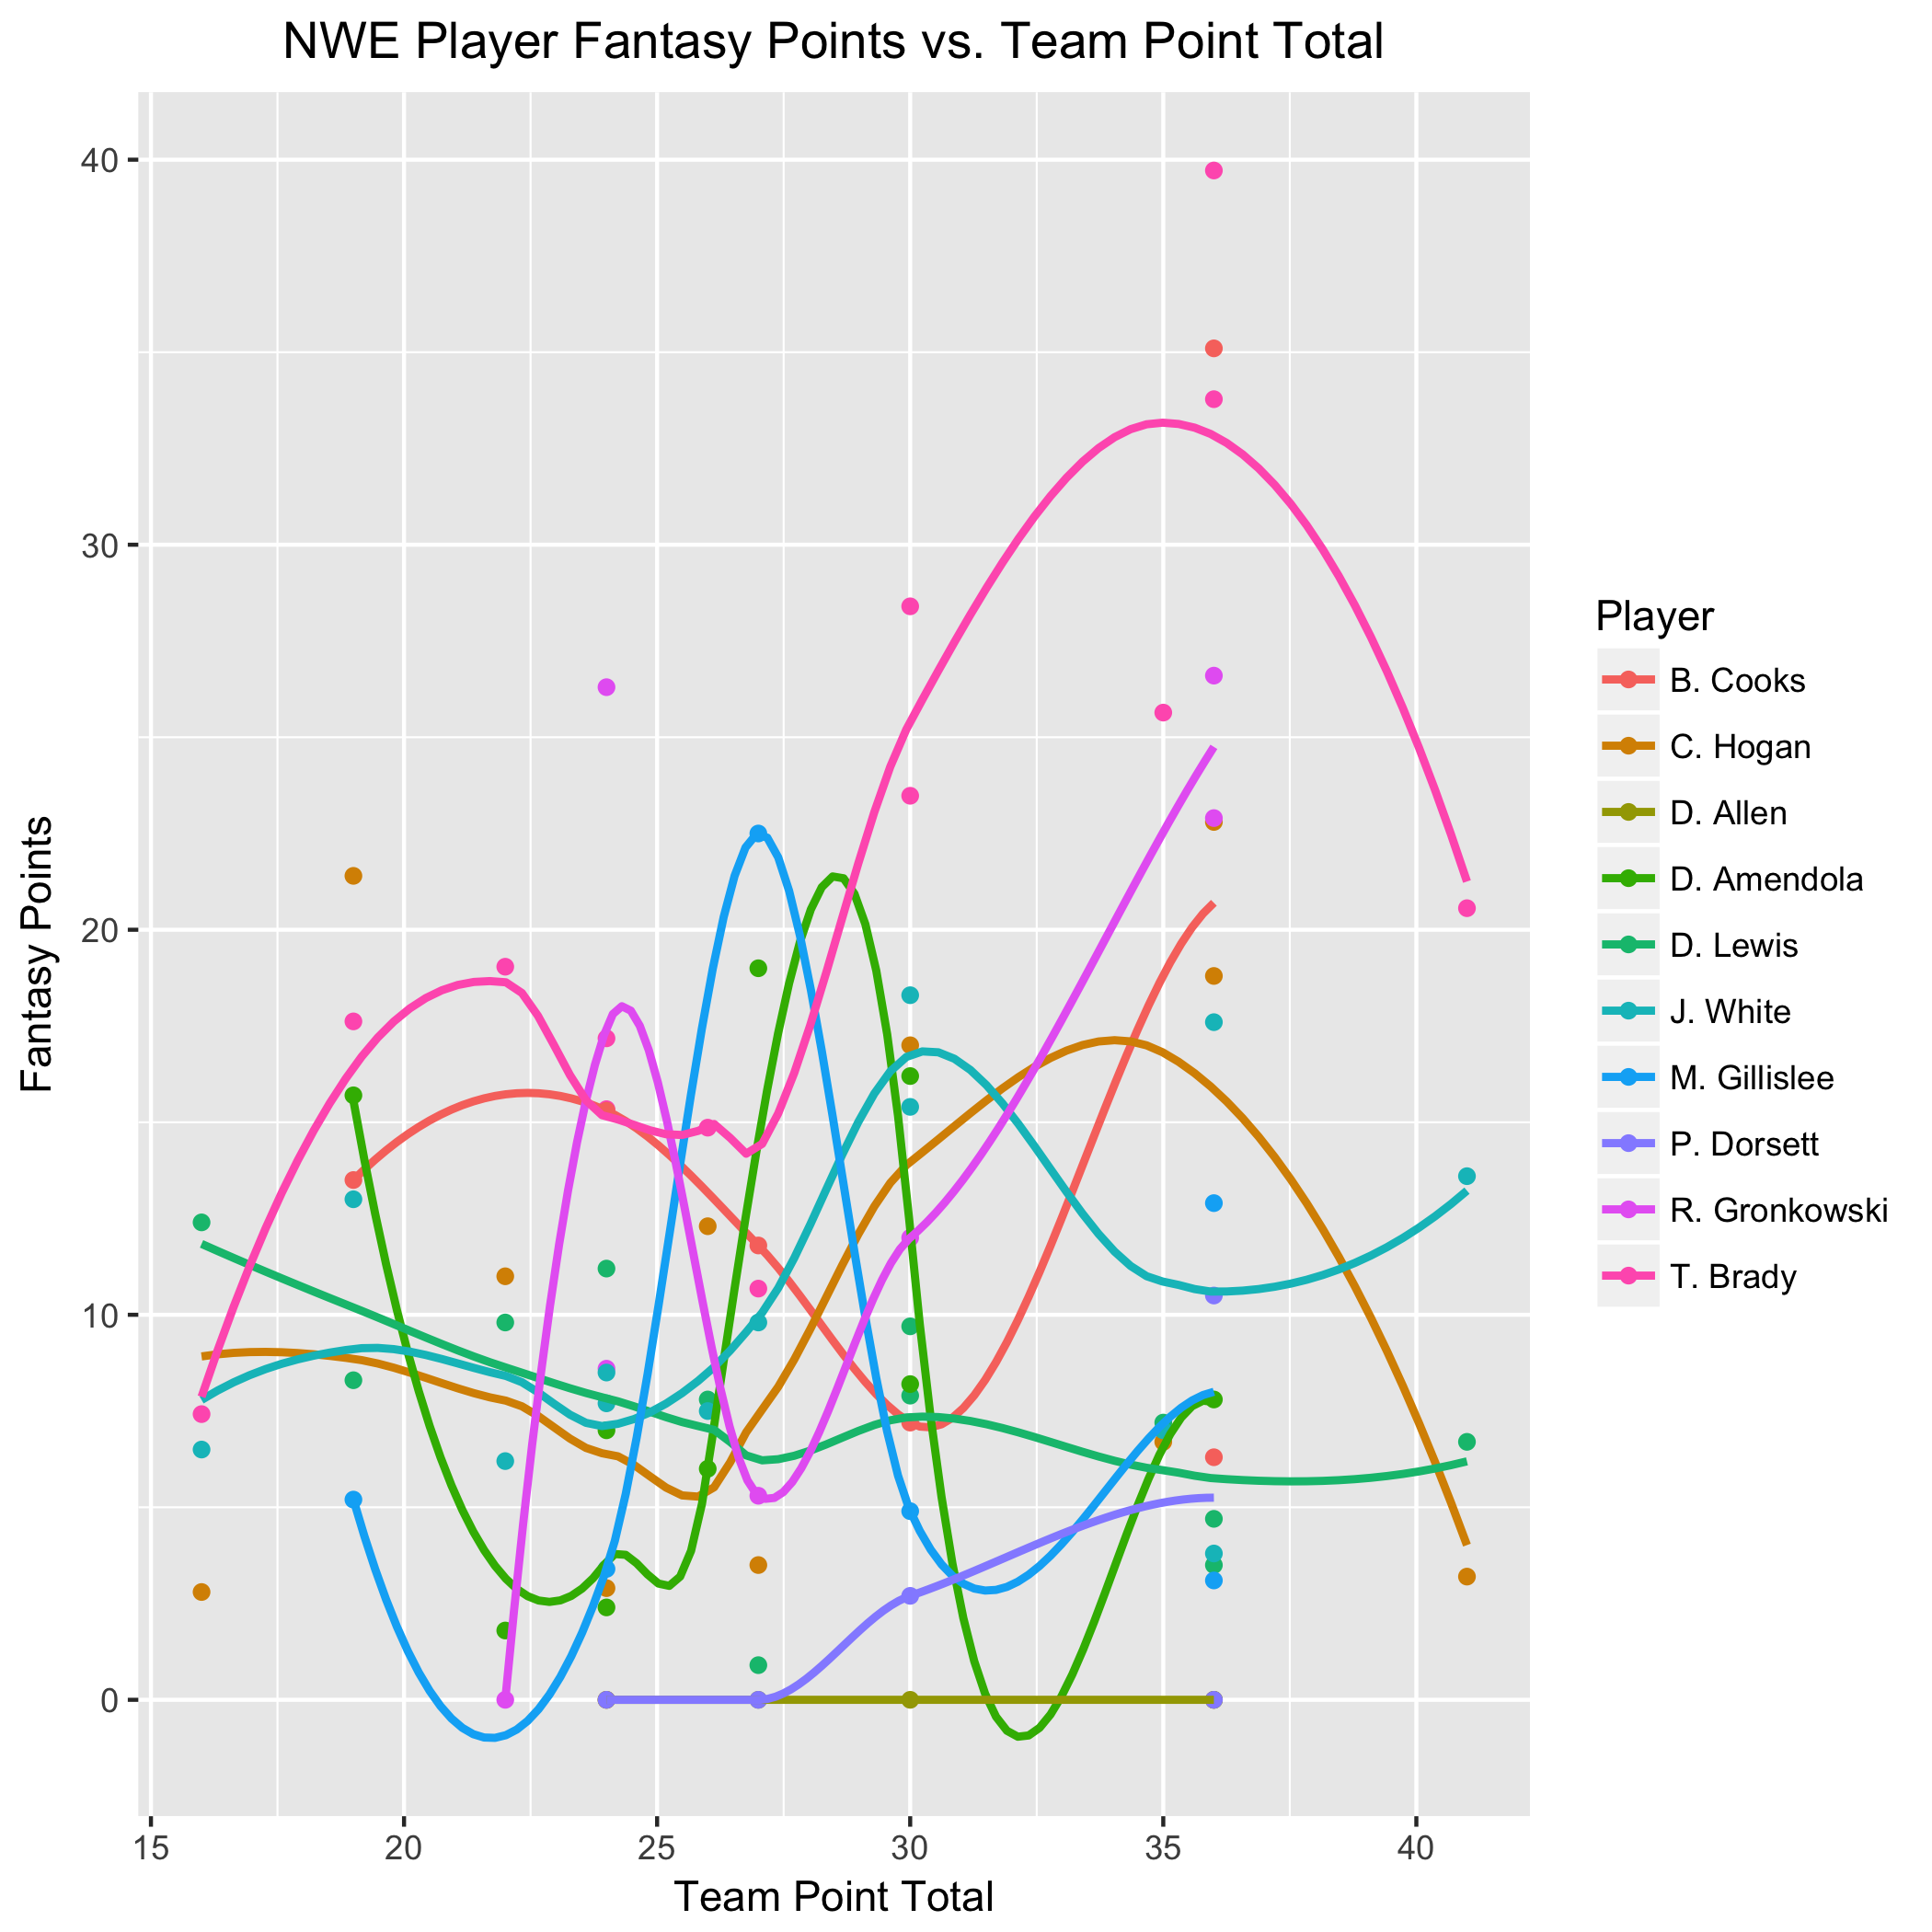 NWE Player Fantasy Points vs. Team Point Total
Fantasy Points
40
30
20
10
0
15 20 25 30 35 40
Team Point Total
Player
B. Cooks
C. Hogan
D. Allen
D. Amendola
D. Lewis
J. White
M. Gillislee
P. Dorsett
R. Gronkowski
T. Brady